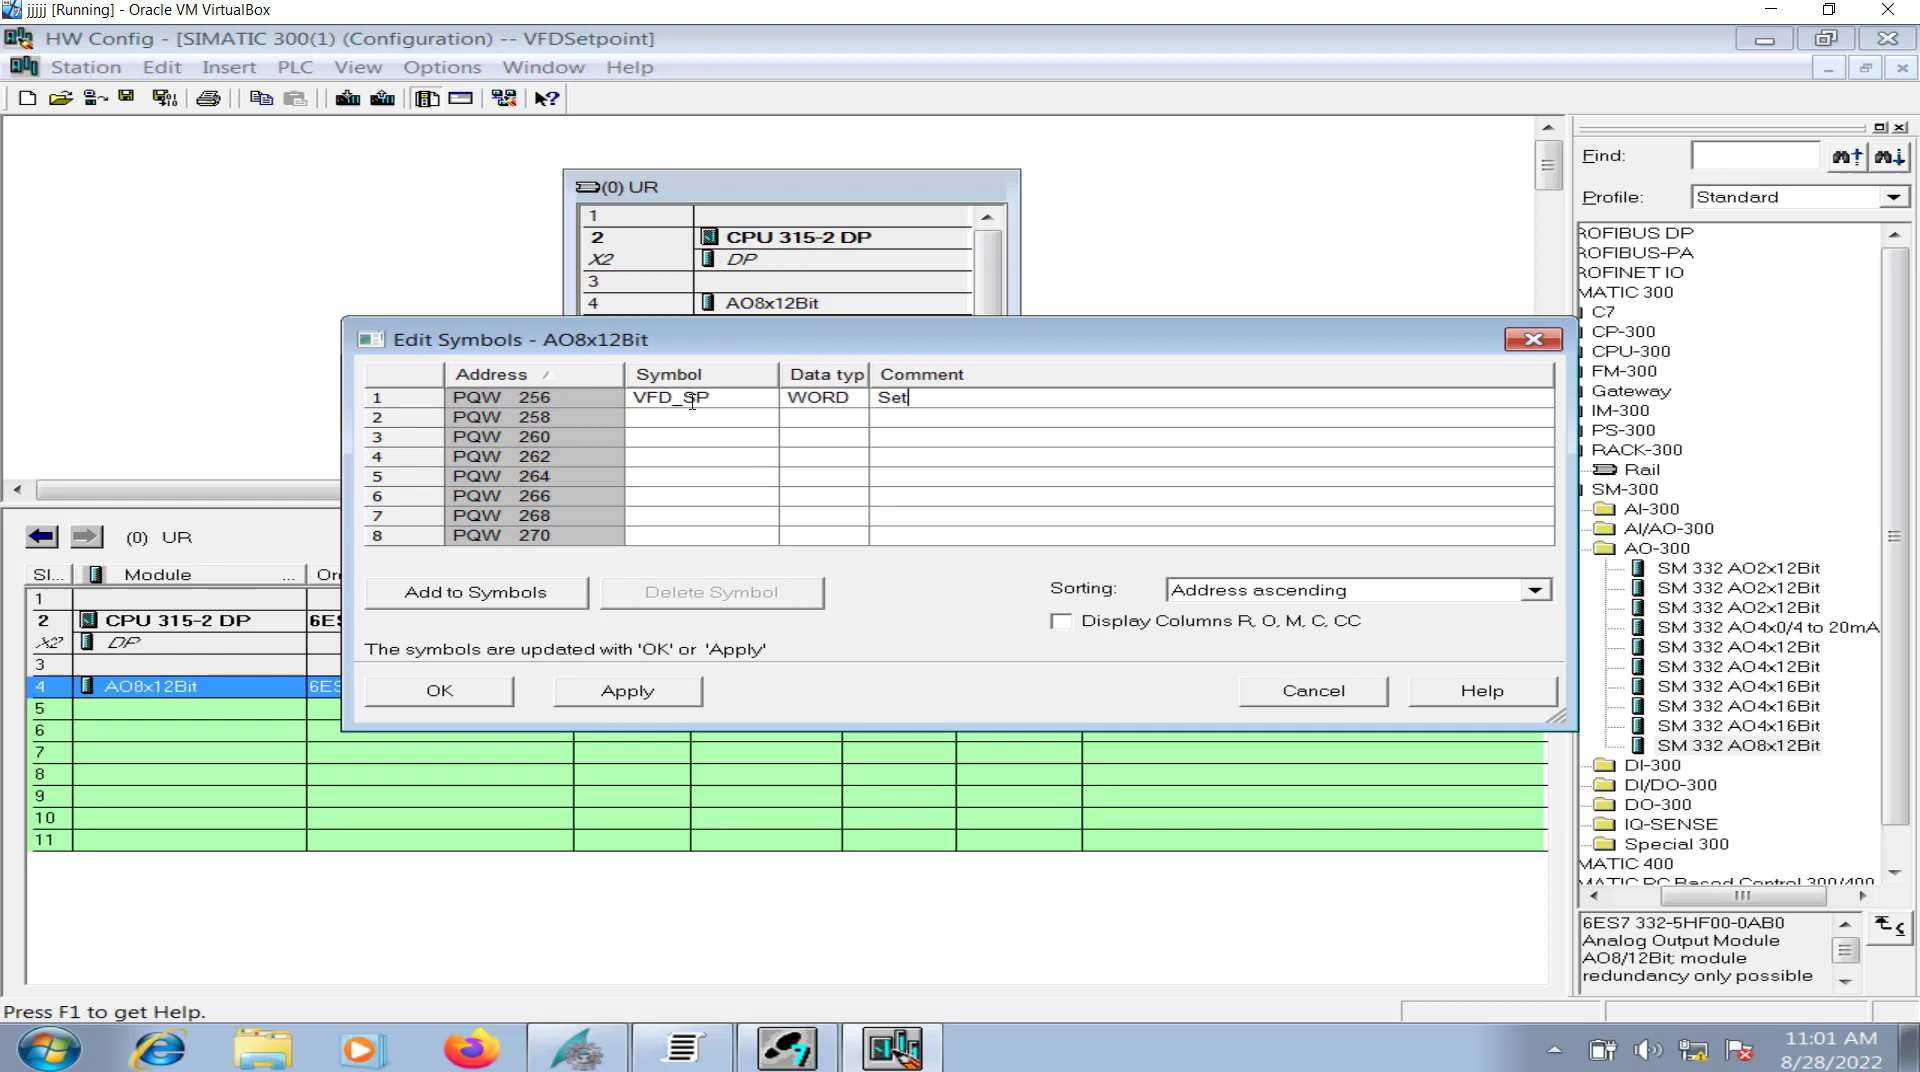 jjjjj [Running] - Oracle VM VirtualBox
HW Config - [SIMATIC 300(1) (Configuration) -- VFDSetpoint]
Station Edit Insert PLC View Options Window Help
(0) UR
1
2 CPU 315-2 DP
X2 DP
3
4 AO8x12Bit
Edit Symbols - AO8x12Bit
Address Symbol Data typ Comment
1 PQW 256 VFD_SP WORD Set
2 PQW 258
3 PQW 260
4 PQW 262
5 PQW 264
6 PQW 266
7 PQW 268
8 PQW 270
Add to Symbols Delete Symbol Sorting: Address ascending
Display Columns R, O, M, C, CC
The symbols are updated with 'OK' or 'Apply'
OK Apply Cancel Help
(0) UR
Sl... Module ... Or
1
2 CPU 315-2 DP 6ES
X2 DP
3
4 AO8x12Bit 6ES
5
6
7
8
9
10
11
Find:
Profile: Standard
ROFIBUS DP
ROFIBUS-PA
ROFINET IO
MATIC 300
C7
CP-300
CPU-300
FM-300
Gateway
IM-300
PS-300
RACK-300
Rail
SM-300
AI-300
AI/AO-300
AO-300
SM 332 AO2x12Bit
SM 332 AO2x12Bit
SM 332 AO2x12Bit
SM 332 AO4x0/4 to 20mA
SM 332 AO4x12Bit
SM 332 AO4x12Bit
SM 332 AO4x16Bit
SM 332 AO4x16Bit
SM 332 AO4x16Bit
SM 332 AO8x12Bit
DI-300
DI/DO-300
DO-300
IQ-SENSE
Special 300
MATIC 400
MATIC PC Based Control 300/400
6ES7 332-5HF00-0AB0
Analog Output Module
AO8/12Bit; module
redundancy only possible
Press F1 to get Help.
11:01 AM
8/28/2022